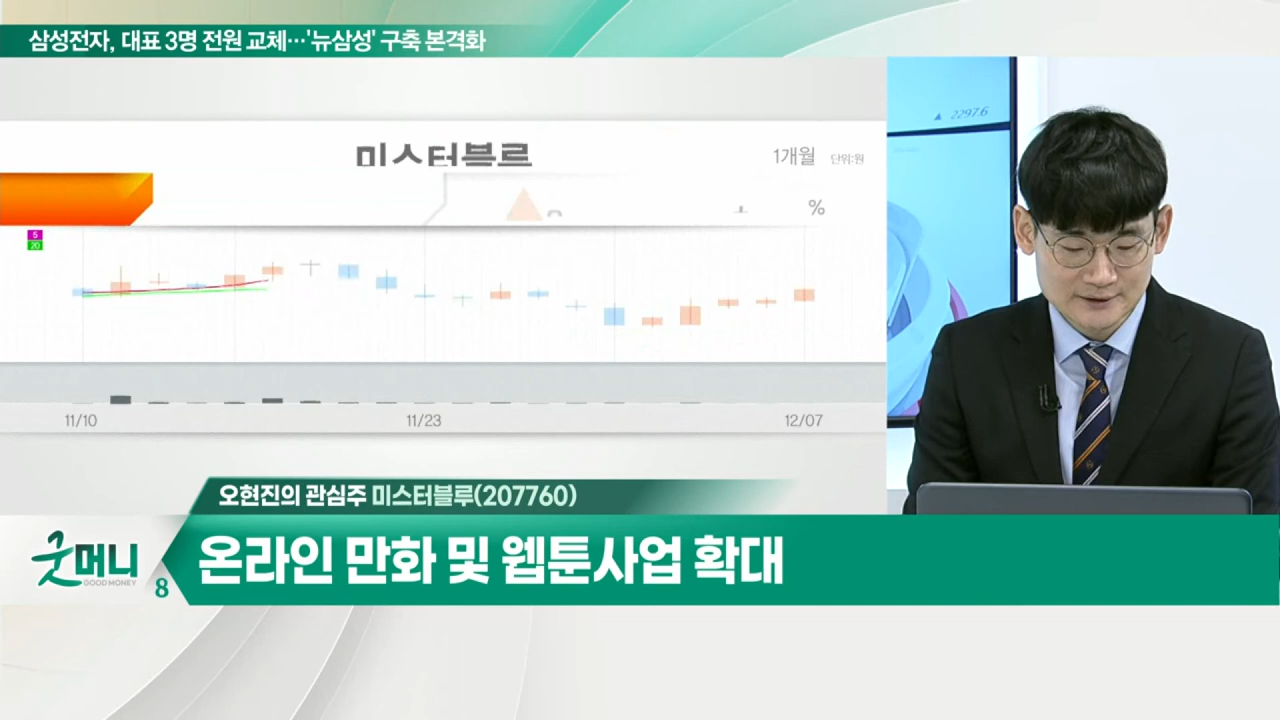 삼성전자, 대표 3명 전원 교체…'뉴삼성' 구축 본격화
▲ 2297.6
미스터블루
1개월 단위:원
%
5
20
11/10 11/23 12/07
오현진의 관심주 미스터블루(207760)
온라인 만화 및 웹툰사업 확대
굿머니
GOOD MONEY
8